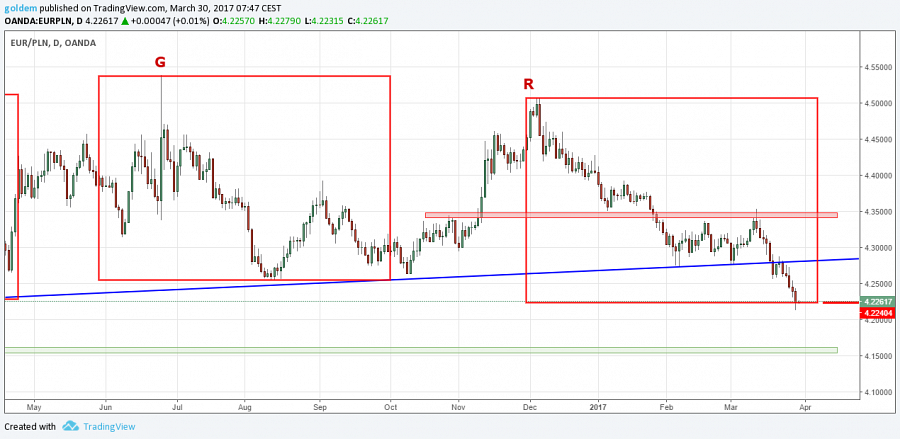 goldem published on TradingView.com, March 30, 2017 07:47 CEST
OANDA:EURPLN, D 4.22617 ▲ +0.00047 (+0.01%) O:4.22570 H:4.22790 L:4.22315 C:4.22617
EUR/PLN, D, OANDA
G
R
4.55000
4.50000
4.45000
4.40000
4.35000
4.30000
4.25000
4.22617
4.22404
4.20000
4.15000
4.10000
May Jun Jul Aug Sep Oct Nov Dec 2017 Feb Mar Apr
Created with TradingView